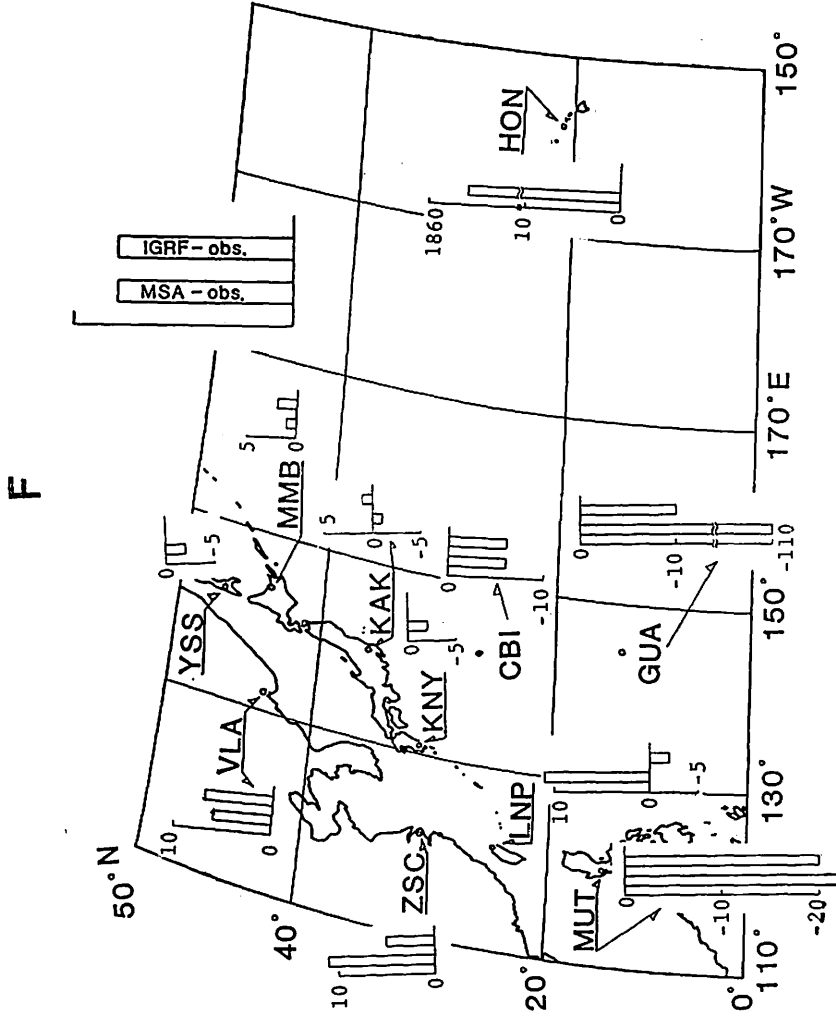 F
IGRF-obs.
MSA-obs.
50°N
40°
20°
0°
110°
130°
150°
170°E
170°W
150°
YSS
0
-5
MMB
5
0
VLA
10
0
KAK
5
0
-5
KNY
0
-5
CBI
0
-10
ZSC
10
0
LNP
10
0
-5
MUT
0
-10
-20
GUA
0
-10
-110
HON
1860
10
0